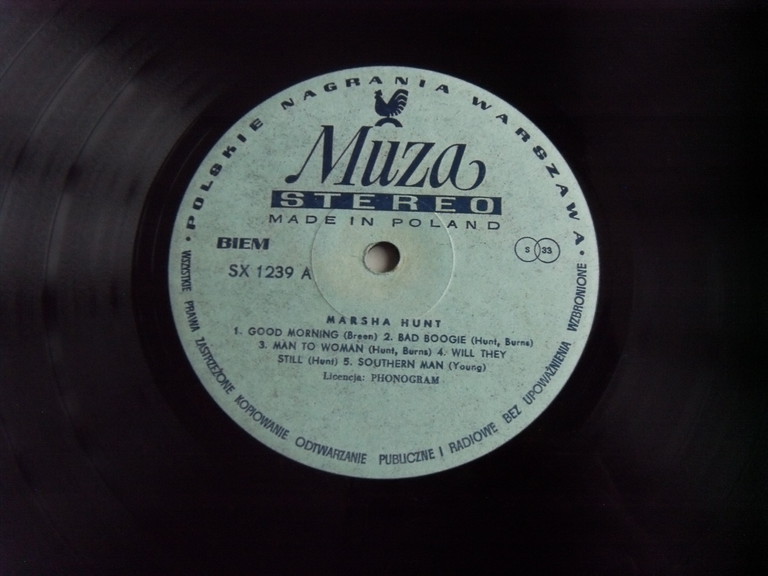 • POLSKIE NAGRANIA WARSZAWA •
Muza
STEREO
MADE IN POLAND
BIEM
S 33
SX 1239 A
MARSHA HUNT
1. GOOD MORNING (Breen) 2. BAD BOOGIE (Hunt, Burns)
3. MAN TO WOMAN (Hunt, Burns) 4. WILL THEY
STILL (Hunt) 5. SOUTHERN MAN (Young)
Licencja: PHONOGRAM
WSZYSTKIE PRAWA ZASTRZEŻONE KOPIOWANIE ODTWARZANIE PUBLICZNE I RADIOWE BEZ UPOWAŻNIENIA WZBRONIONE